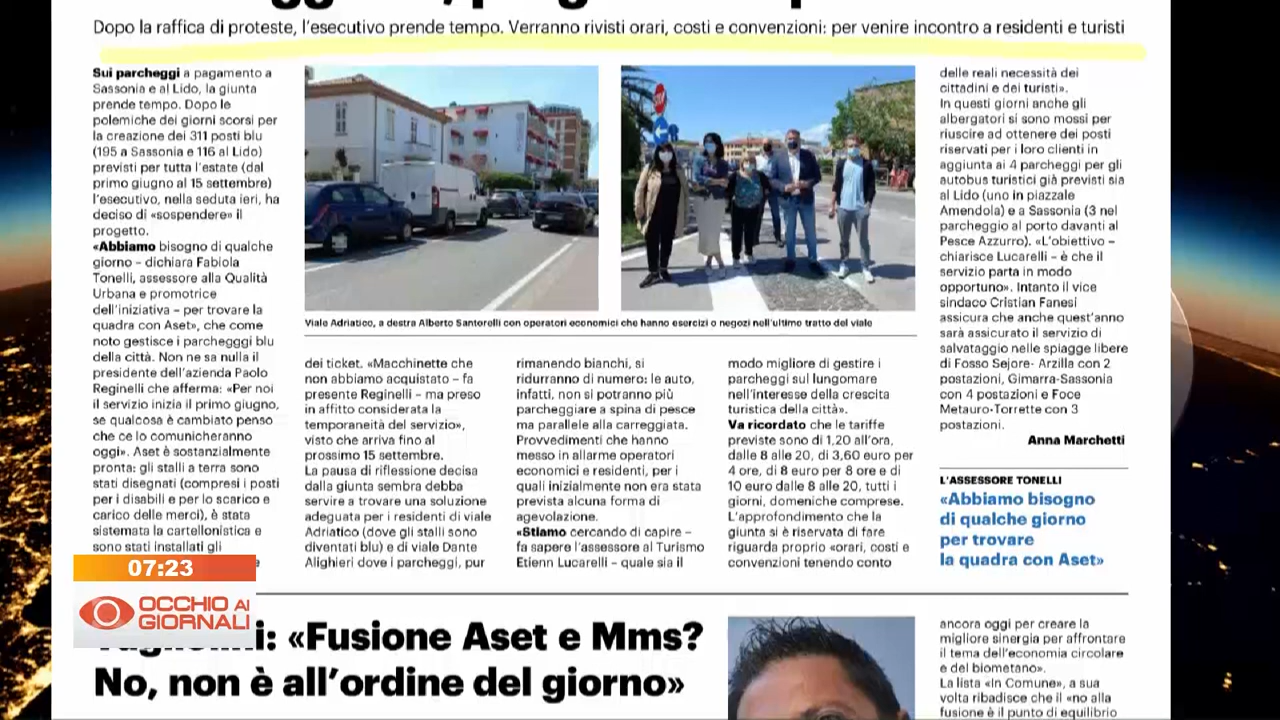 Dopo la raffica di proteste, l'esecutivo prende tempo. Verranno rivisti orari, costi e convenzioni: per venire incontro a residenti e turisti
Sui parcheggi a pagamento a
Sassonia e al Lido, la giunta
prende tempo. Dopo le
polemiche dei giorni scorsi per
la creazione dei 311 posti blu
(195 a Sassonia e 116 al Lido)
previsti per tutta l'estate (dal
primo giugno al 15 settembre)
l'esecutivo, nella seduta ieri, ha
deciso di «sospendere» il
progetto.
«Abbiamo bisogno di qualche
giorno – dichiara Fabiola
Tonelli, assessore alla Qualità
Urbana e promotrice
dell'iniziativa – per trovare la
quadra con Aset», che come
noto gestisce i parchegggi blu
della città. Non ne sa nulla il
presidente dell'azienda Paolo
Reginelli che afferma: «Per noi
il servizio inizia il primo giugno,
se qualcosa è cambiato penso
che ce lo comunicheranno
oggi». Aset è sostanzialmente
pronta: gli stalli a terra sono
stati disegnati (compresi i posti
per i disabili e per lo scarico e
carico delle merci), è stata
sistemata la cartellonistica e
sono stati installati gli
Viale Adriatico, a destra Alberto Santorelli con operatori economici che hanno esercizi o negozi nell'ultimo tratto del viale
dei ticket. «Macchinette che
non abbiamo acquistato – fa
presente Reginelli – ma preso
in affitto considerata la
temporaneità del servizio»,
visto che arriva fino al
prossimo 15 settembre.
La pausa di riflessione decisa
dalla giunta sembra debba
servire a trovare una soluzione
adeguata per i residenti di viale
Adriatico (dove gli stalli sono
diventati blu) e di viale Dante
Alighieri dove i parcheggi, pur
rimanendo bianchi, si
ridurranno di numero: le auto,
infatti, non si potranno più
parcheggiare a spina di pesce
ma parallele alla carreggiata.
Provvedimenti che hanno
messo in allarme operatori
economici e residenti, per i
quali inizialmente non era stata
prevista alcuna forma di
agevolazione.
«Stiamo cercando di capire –
fa sapere l'assessore al Turismo
Etienn Lucarelli – quale sia il
modo migliore di gestire i
parcheggi sul lungomare
nell'interesse della crescita
turistica della città».
Va ricordato che le tariffe
previste sono di 1,20 all'ora,
dalle 8 alle 20, di 3,60 euro per
4 ore, di 8 euro per 8 ore e di
10 euro dalle 8 alle 20, tutti i
giorni, domeniche comprese.
L'approfondimento che la
giunta si è riservata di fare
riguarda proprio «orari, costi e
convenzioni tenendo conto
delle reali necessità dei
cittadini e dei turisti».
In questi giorni anche gli
albergatori si sono mossi per
riuscire ad ottenere dei posti
riservati per i loro clienti in
aggiunta ai 4 parcheggi per gli
autobus turistici già previsti sia
al Lido (uno in piazzale
Amendola) e a Sassonia (3 nel
parcheggio al porto davanti al
Pesce Azzurro). «L'obiettivo –
chiarisce Lucarelli – è che il
servizio parta in modo
opportuno». Intanto il vice
sindaco Cristian Fanesi
assicura che anche quest'anno
sarà assicurato il servizio di
salvataggio nelle spiagge libere
di Fosso Sejore- Arzilla con 2
postazioni, Gimarra-Sassonia
con 4 postazioni e Foce
Metauro-Torrette con 3
postazioni.
Anna Marchetti
L'ASSESSORE TONELLI
«Abbiamo bisogno
di qualche giorno
per trovare
la quadra con Aset»
07:23
OCCHIO AI
GIORNALI
«Fusione Aset e Mms?
No, non è all'ordine del giorno»
ancora oggi per creare la
migliore sinergia per affrontare
il tema dell'economia circolare
e del biometano».
La lista «In Comune», a sua
volta ribadisce che il «no alla
fusione è il punto di equilibrio